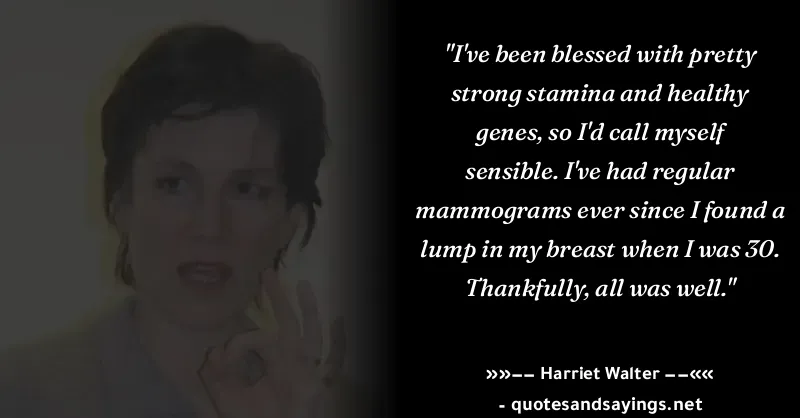 "I've been blessed with pretty
strong stamina and healthy
genes, so I'd call myself
sensible. I've had regular
mammograms ever since I found a
lump in my breast when I was 30.
Thankfully, all was well."
»»–– Harriet Walter ––««
- quotesandsayings.net